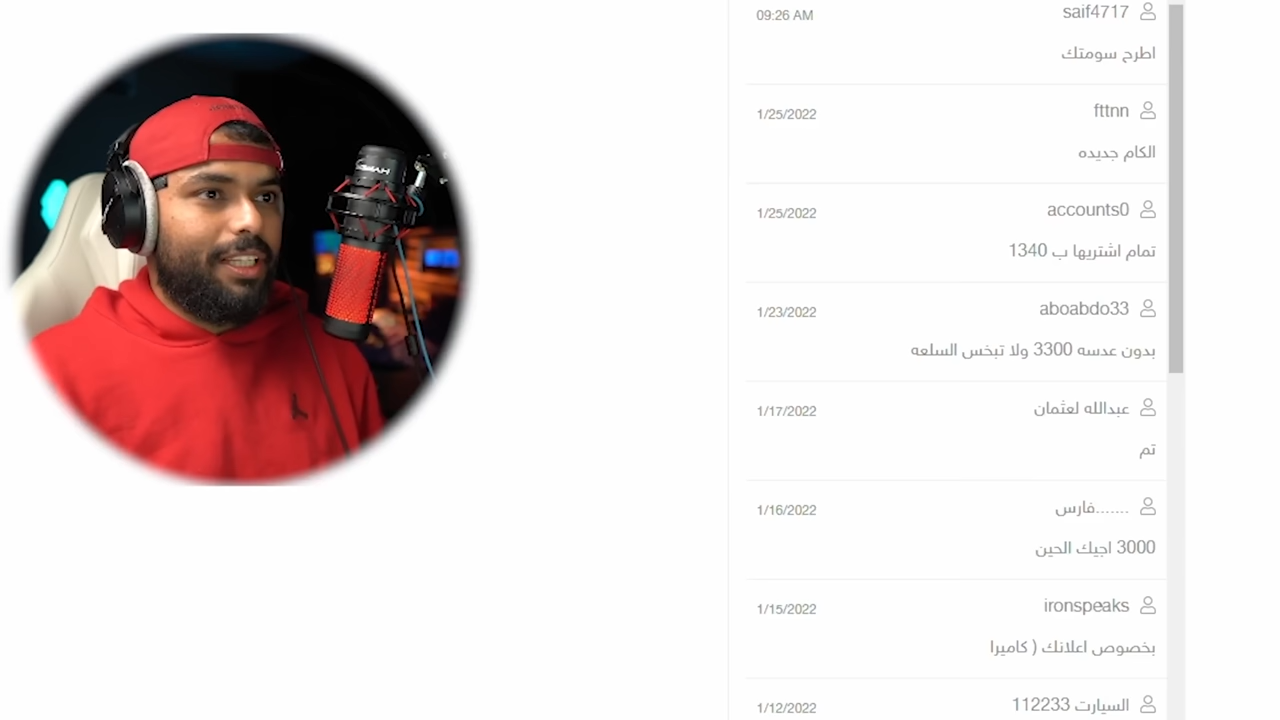 saif4717
09:26 AM
اطرح سومتك
fttnn
1/25/2022
الكام جديده
accounts0
1/25/2022
تمام اشتريها ب 1340
aboabdo33
1/23/2022
بدون عدسه 3300 ولا تبخس السلعه
عبدالله لعثمان
1/17/2022
تم
.......فارس
1/16/2022
3000 اجيك الحين
ironspeaks
1/15/2022
بخصوص اعلانك ( كاميرا
السيارت 112233
1/12/2022